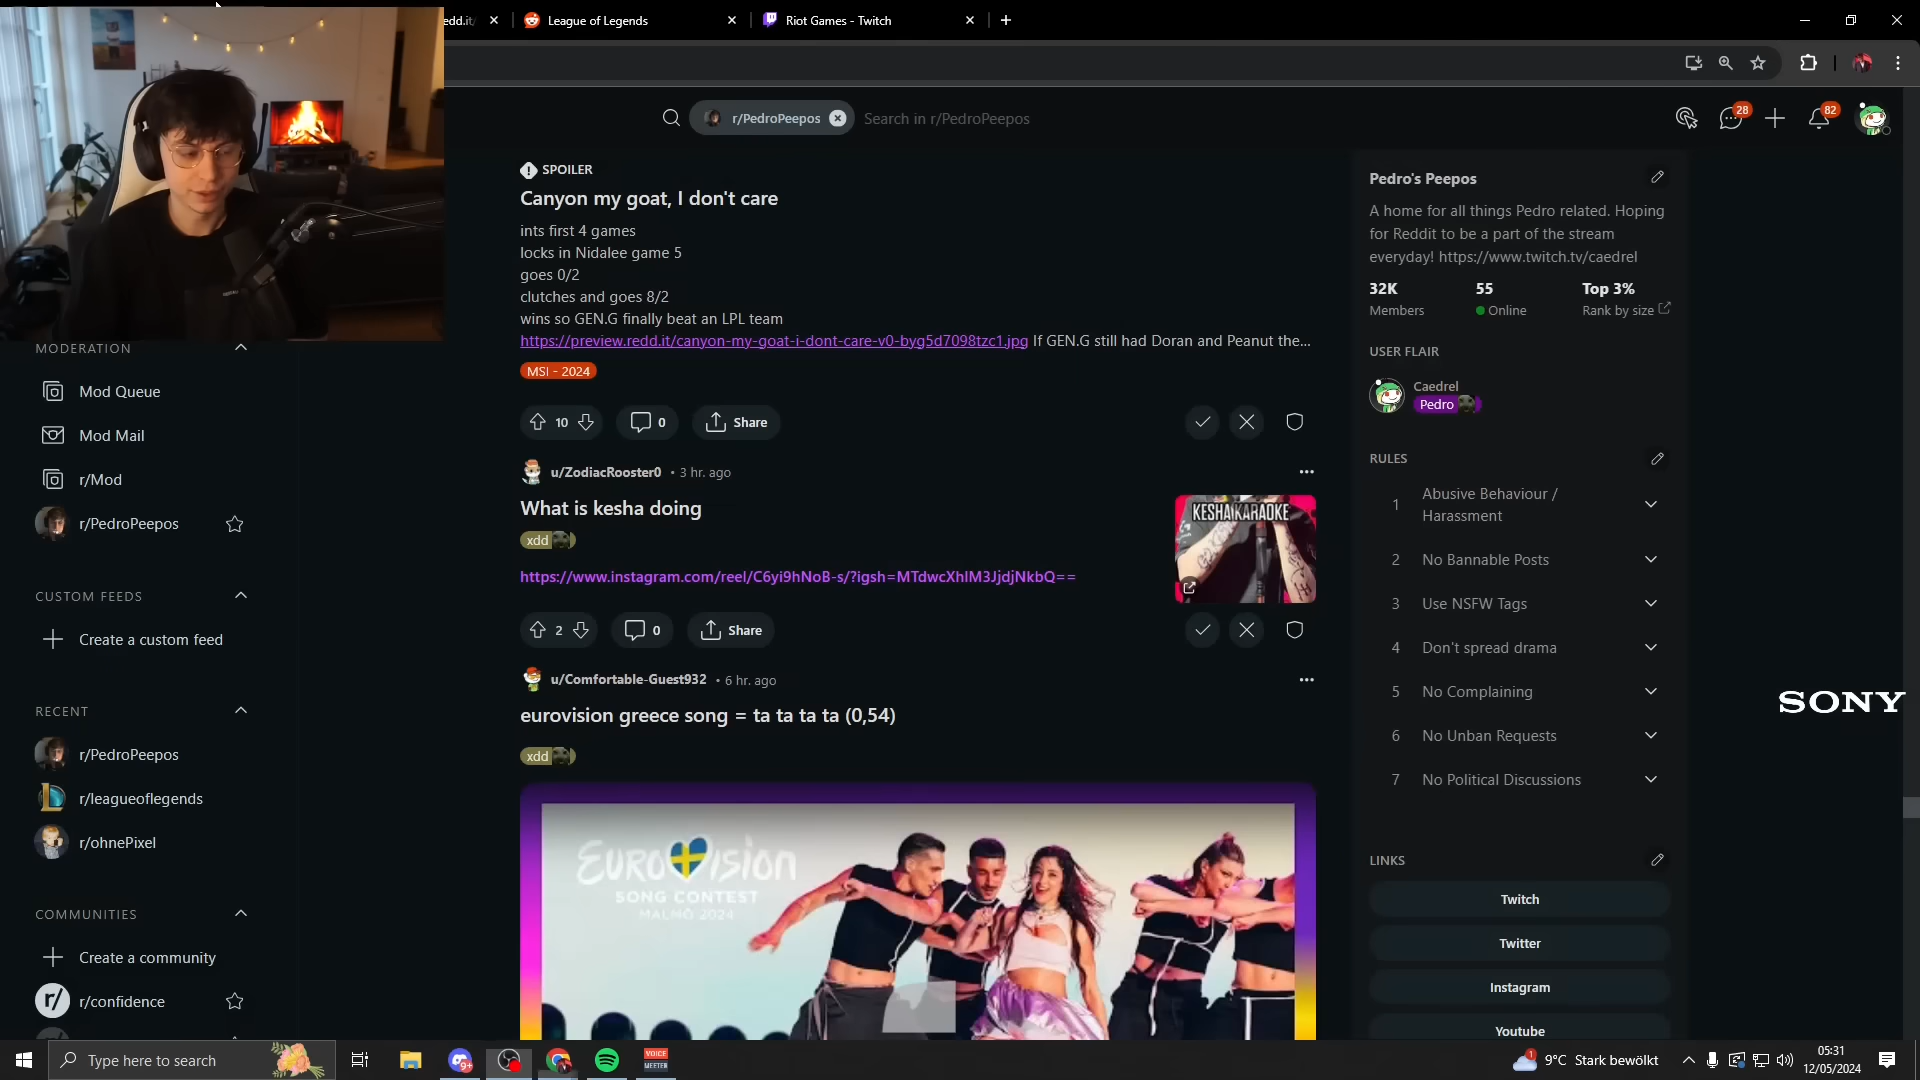 edd.it/
League of Legends
Riot Games - Twitch
r/PedroPeepos
Search in r/PedroPeepos
28
82
SPOILER
Canyon my goat, I don't care
ints first 4 games
locks in Nidalee game 5
goes 0/2
clutches and goes 8/2
wins so GEN.G finally beat an LPL team
https://preview.redd.it/canyon-my-goat-i-dont-care-v0-byg5d7098tzc1.jpg If GEN.G still had Doran and Peanut the...
MSI - 2024
10
0
Share
u/ZodiacRooster0 • 3 hr. ago
What is kesha doing
xdd
https://www.instagram.com/reel/C6yi9hNoB-s/?igsh=MTdwcXhlM3JjdjNkbQ==
KESHA KARAOKE
2
0
Share
u/Comfortable-Guest932 • 6 hr. ago
eurovision greece song = ta ta ta ta (0,54)
xdd
EUROVISION
SONG CONTEST
MALMÖ 2024
MODERATION
Mod Queue
Mod Mail
r/Mod
r/PedroPeepos
CUSTOM FEEDS
Create a custom feed
RECENT
r/PedroPeepos
r/leagueoflegends
r/ohnePixel
COMMUNITIES
Create a community
r/confidence
Pedro's Peepos
A home for all things Pedro related. Hoping
for Reddit to be a part of the stream
everyday! https://www.twitch.tv/caedrel
32K
55
Top 3%
Members
Online
Rank by size
USER FLAIR
Caedrel
Pedro
RULES
1 Abusive Behaviour /
Harassment
2 No Bannable Posts
3 Use NSFW Tags
4 Don't spread drama
5 No Complaining
6 No Unban Requests
7 No Political Discussions
LINKS
Twitch
Twitter
Instagram
Youtube
SONY
Type here to search
9+
VOICE
MEETER
1
9°C Stark bewölkt
05:31
12/05/2024